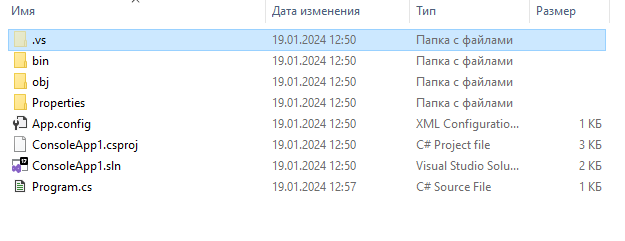 Имя Дата изменения Тип Размер
.vs 19.01.2024 12:50 Папка с файлами
bin 19.01.2024 12:50 Папка с файлами
obj 19.01.2024 12:50 Папка с файлами
Properties 19.01.2024 12:50 Папка с файлами
App.config 19.01.2024 12:50 XML Configuratio... 1 КБ
ConsoleApp1.csproj 19.01.2024 12:50 C# Project file 3 КБ
ConsoleApp1.sln 19.01.2024 12:50 Visual Studio Solu... 2 КБ
Program.cs 19.01.2024 12:57 C# Source File 1 КБ